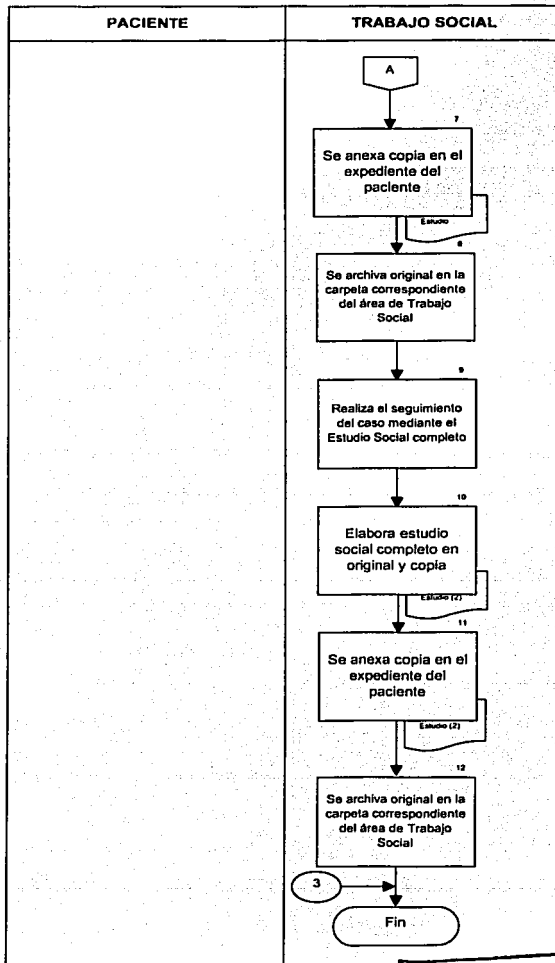 PACIENTE
TRABAJO SOCIAL
A
7
Se anexa copia en el
expediente del
paciente
Estudio
8
Se archiva original en la
carpeta correspondiente
del área de Trabajo
Social
9
Realiza el seguimiento
del caso mediante el
Estudio Social completo
10
Elabora estudio
social completo en
original y copia
Estudio (2)
11
Se anexa copia en el
expediente del
paciente
Estudio (2)
12
Se archiva original en la
carpeta correspondiente
del área de Trabajo
Social
3
Fin